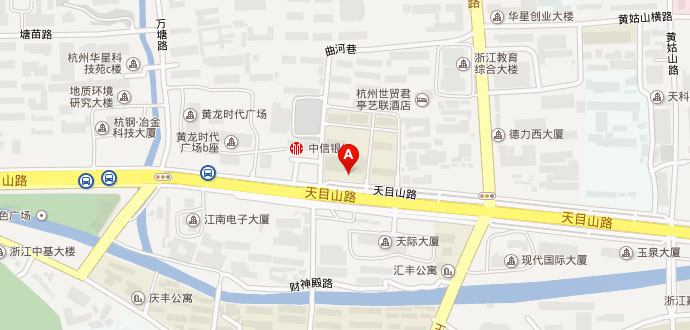 路
华星创业大楼
黄姑山横路
塘苗路
万塘路
曲河巷
黄姑山路
杭州华星科
技苑c楼
浙江教育
综合大楼
地质环境
研究大楼
杭州世贸君
亭艺联酒店
天科
黄龙时代广场
杭钢·冶金
科技大厦
黄龙时代
广场b座
中信银
A
德力西大厦
山路
天目山路
天目山路
天目山路
色广场
江南电子大厦
浙江中基大楼
天际大厦
玉泉大厦
现代国际大厦
汇丰公寓
财神殿路
庆丰公寓
浙江